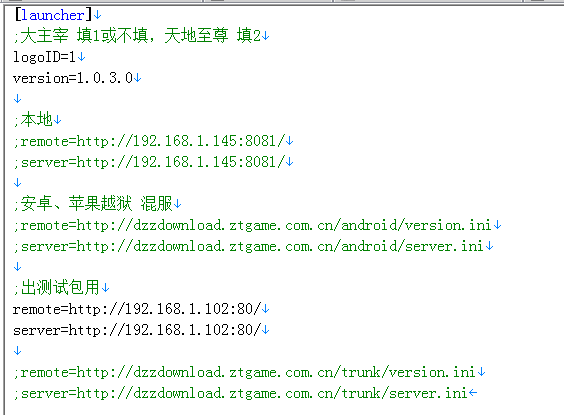 [launcher]
;大主宰 填1或不填，天地至尊 填2
logoID=1
version=1.0.3.0
;本地
;remote=http://192.168.1.145:8081/
;server=http://192.168.1.145:8081/
;安卓、苹果越狱 混服
;remote=http://dzzdownload.ztgame.com.cn/android/version.ini
;server=http://dzzdownload.ztgame.com.cn/android/server.ini
;出测试包用
remote=http://192.168.1.102:80/
server=http://192.168.1.102:80/
;remote=http://dzzdownload.ztgame.com.cn/trunk/version.ini
;server=http://dzzdownload.ztgame.com.cn/trunk/server.ini